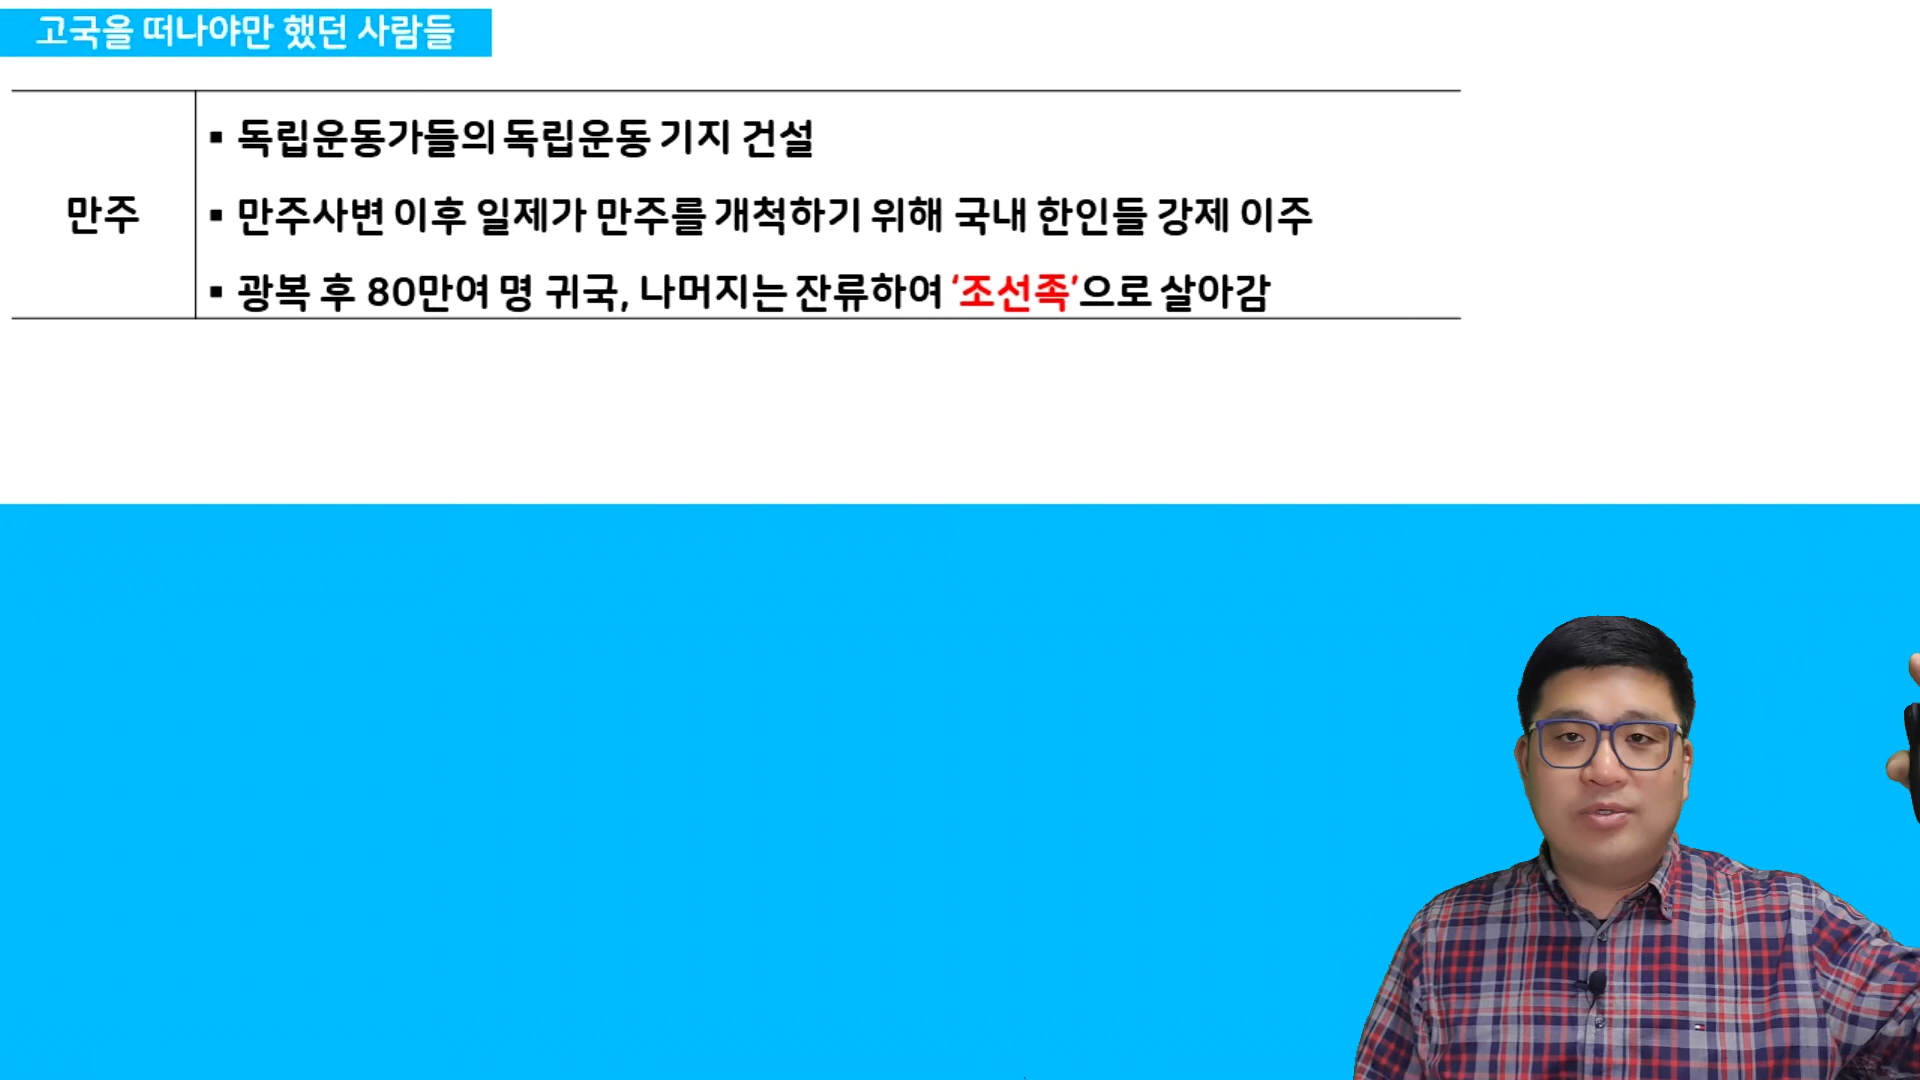 고국을 떠나야만 했던 사람들
만주
▪ 독립운동가들의 독립운동 기지 건설
▪ 만주사변 이후 일제가 만주를 개척하기 위해 국내 한인들 강제 이주
▪ 광복 후 80만여 명 귀국, 나머지는 잔류하여 ‘조선족’으로 살아감